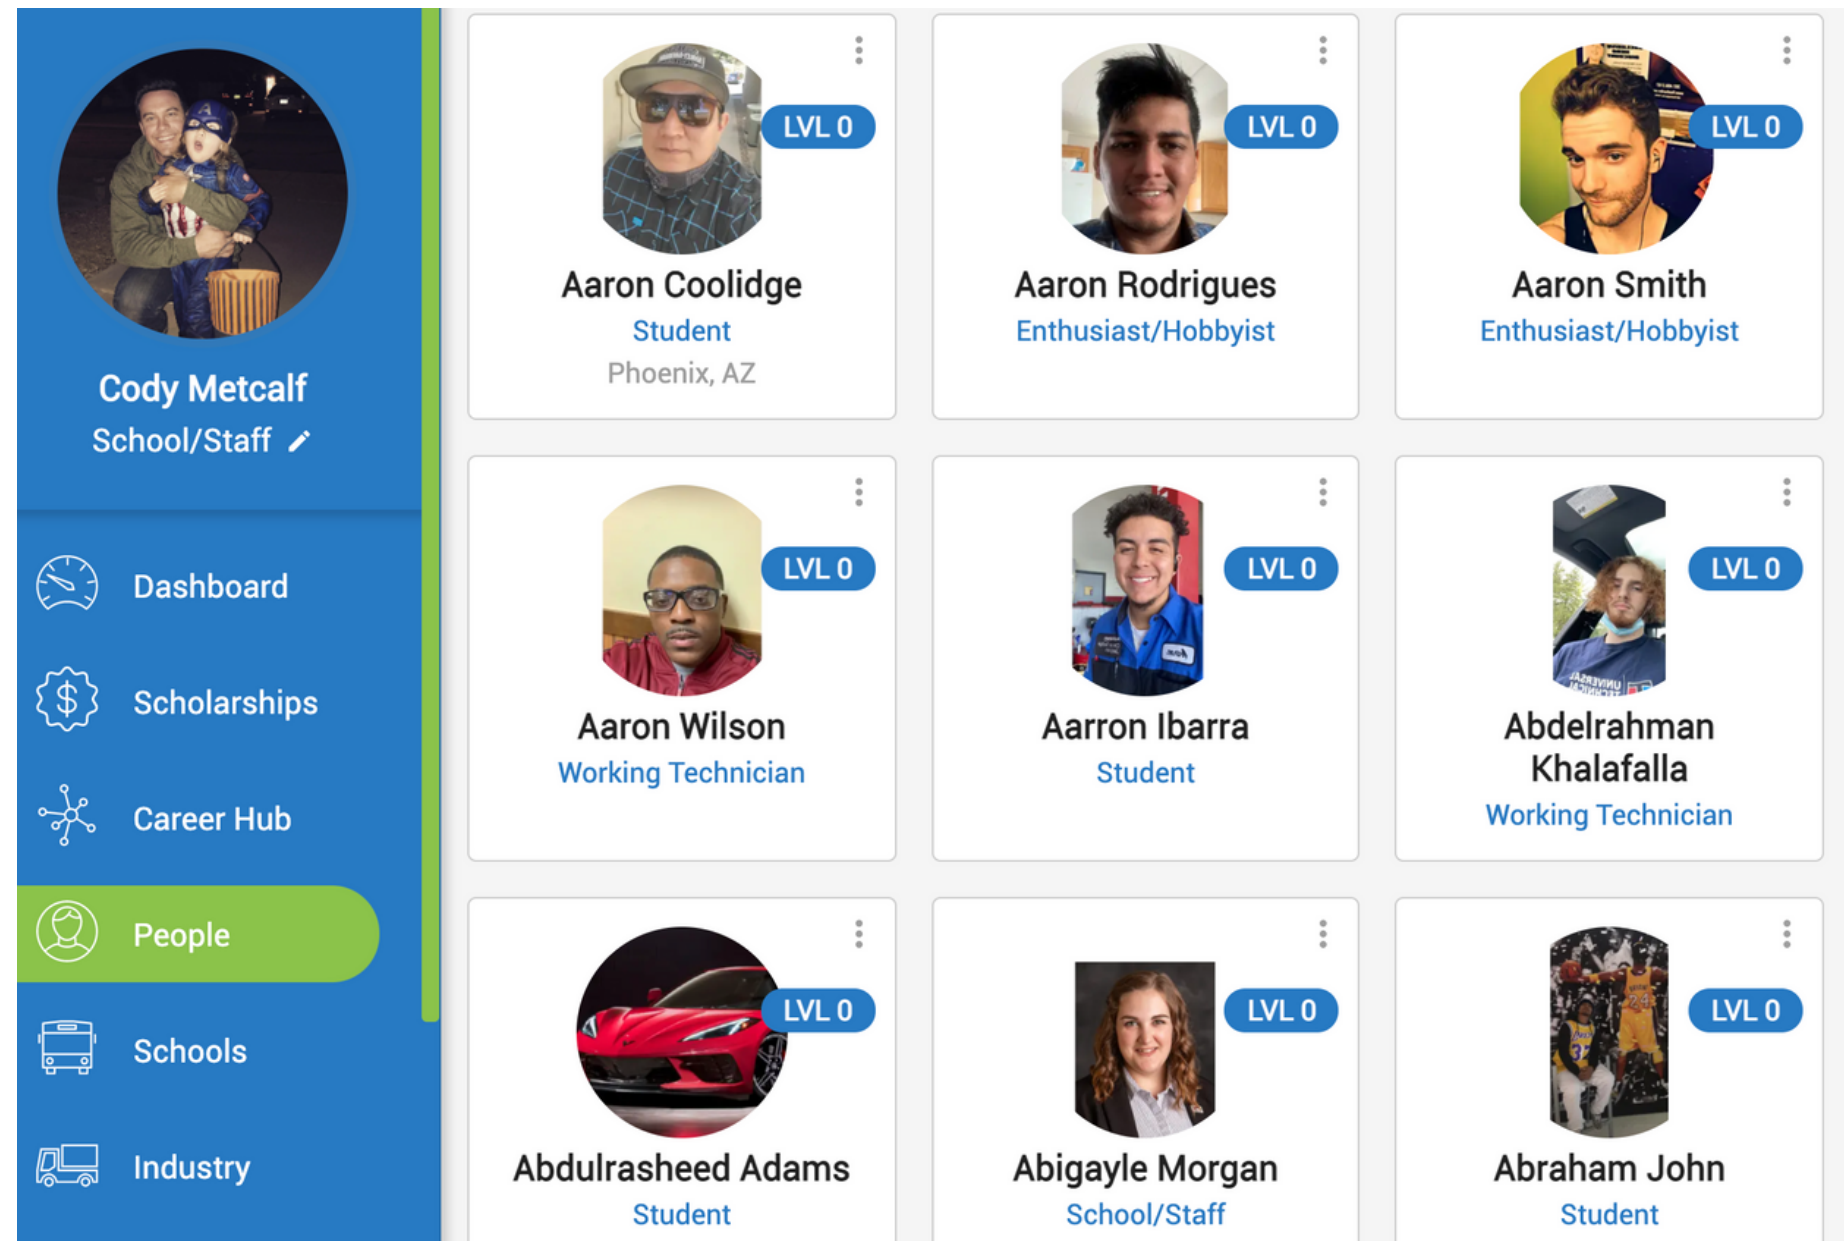 Cody Metcalf
School/Staff
Dashboard
Scholarships
Career Hub
People
Schools
Industry
LVL 0
Aaron Coolidge
Student
Phoenix, AZ
LVL 0
Aaron Rodrigues
Enthusiast/Hobbyist
LVL 0
Aaron Smith
Enthusiast/Hobbyist
LVL 0
Aaron Wilson
Working Technician
LVL 0
Aarron Ibarra
Student
LVL 0
UNIVERSAL
TECHNICAL
Abdelrahman
Khalafalla
Working Technician
LVL 0
Abdulrasheed Adams
Student
LVL 0
Abigayle Morgan
School/Staff
LVL 0
24
Abraham John
Student